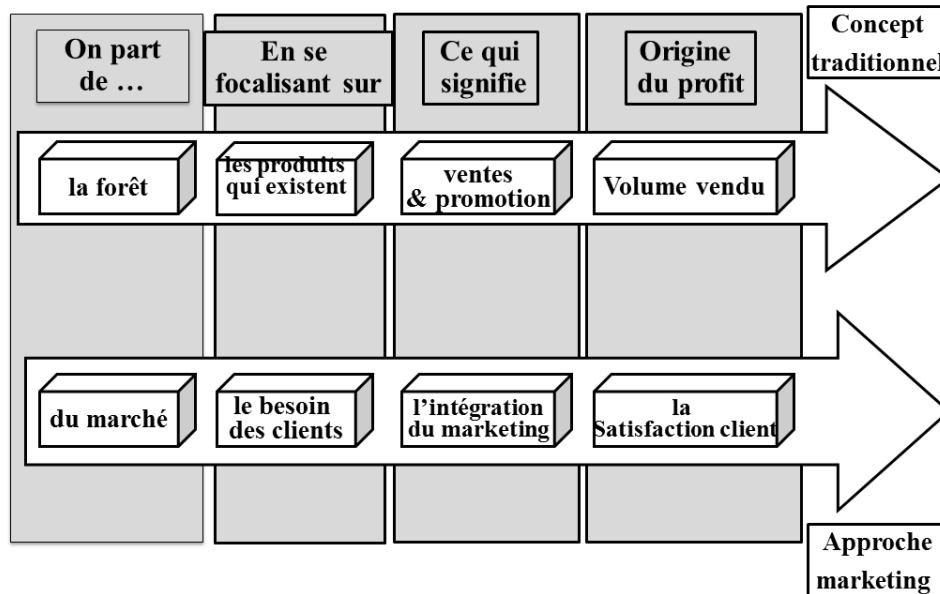 On part
de …
En se
focalisant sur
Ce qui
signifie
Origine
du profit
Concept
traditionnel
la forêt
les produits
qui existent
ventes
& promotion
Volume vendu
du marché
le besoin
des clients
l’intégration
du marketing
la
Satisfaction client
Approche
marketing